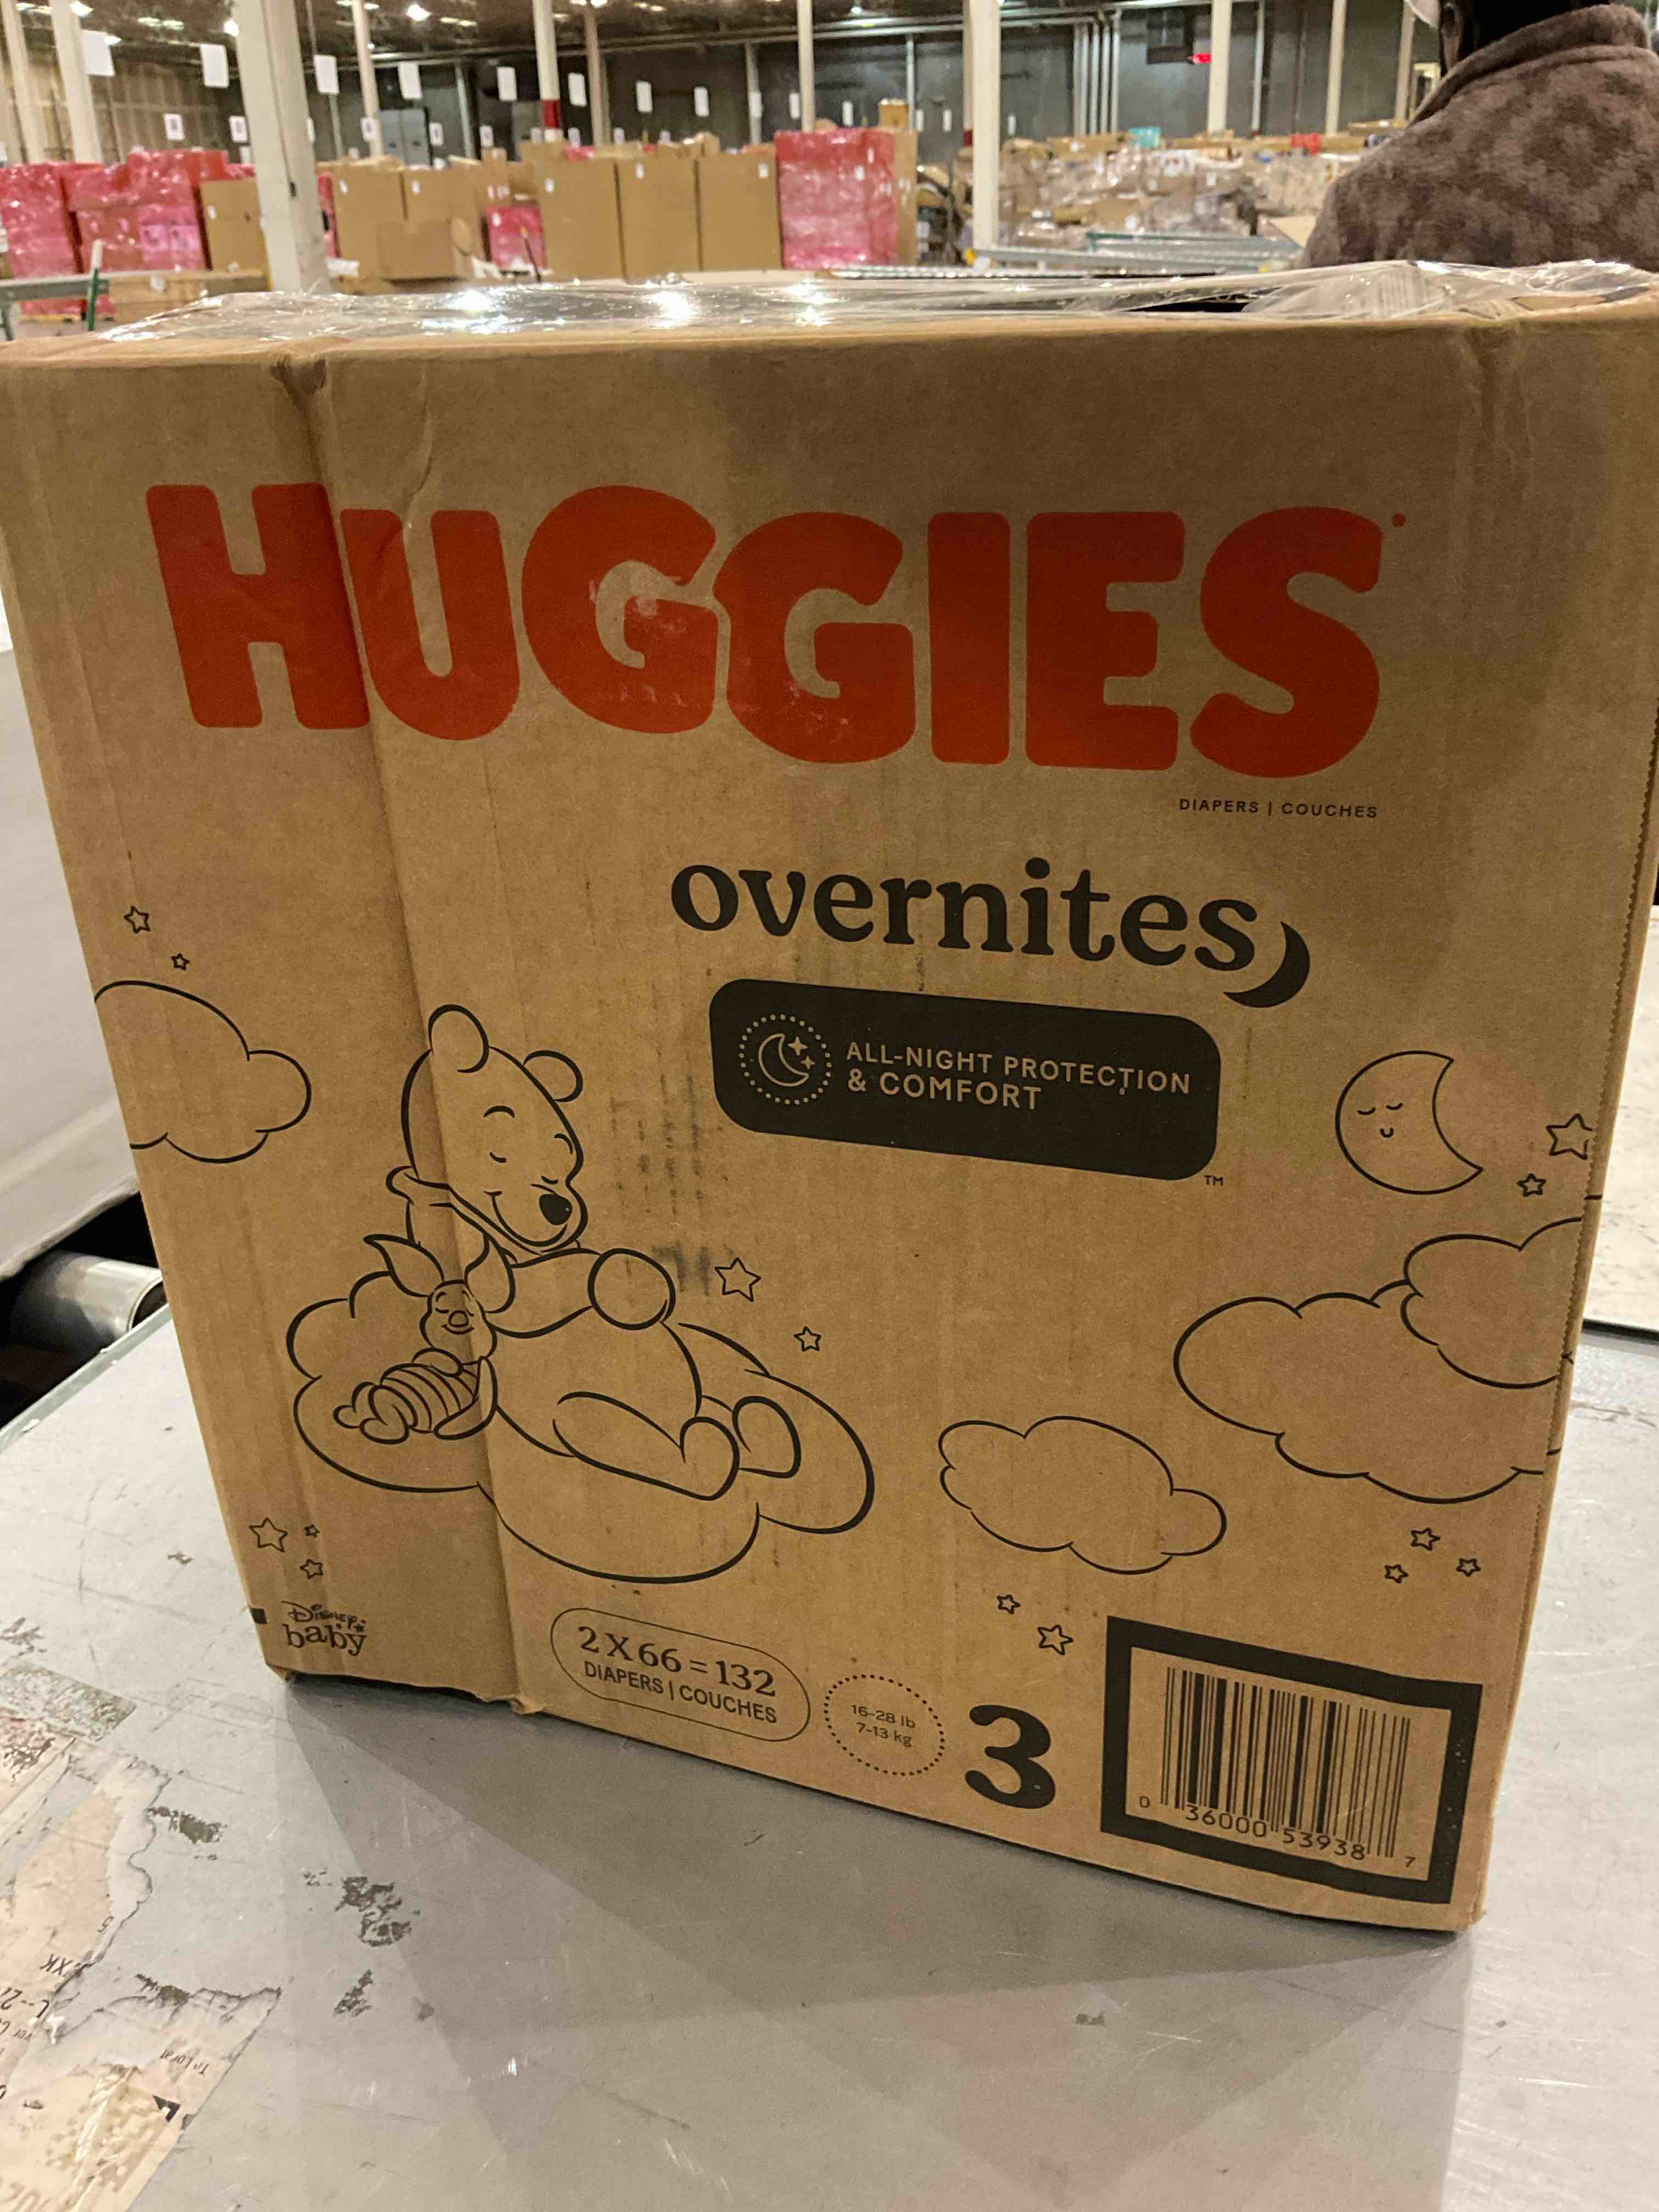 HUGGIES
DIAPERS | COUCHES
overnites
ALL-NIGHT PROTECTION
& COMFORT
TM
Disney
baby
2 X 66 = 132
DIAPERS | COUCHES
16-28 lb
7-13 kg
3
0 36000 53938 7